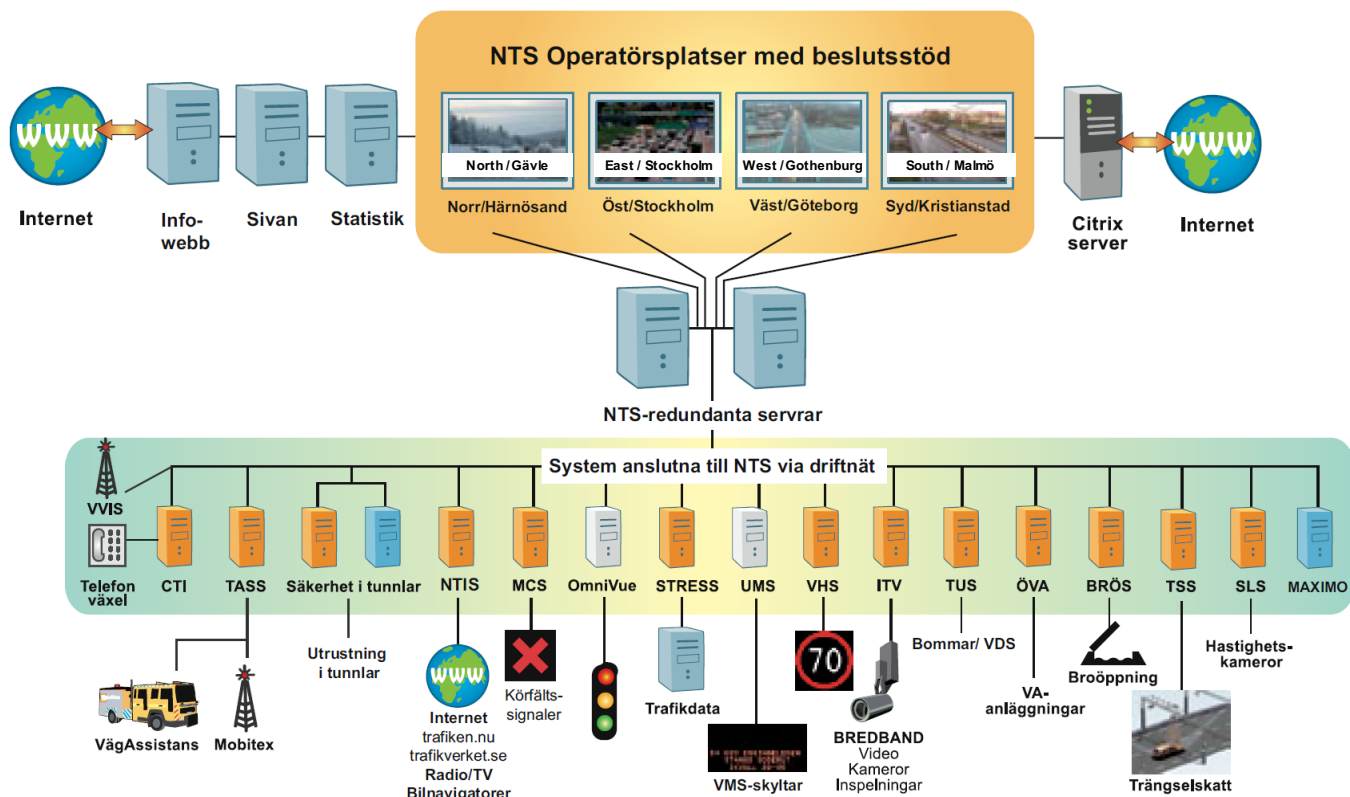 NTS Operatörsplatser med beslutsstöd
www
Internet
Info-
webb
Sivan
Statistik
North / Gävle
Norr/Härnösand
East / Stockholm
Öst/Stockholm
West / Gothenburg
Väst/Göteborg
South / Malmö
Syd/Kristianstad
Citrix
server
www
Internet
NTS-redundanta servrar
System anslutna till NTS via driftnät
VVIS
Telefon
växel
CTI
TASS
Säkerhet i tunnlar
NTIS
MCS
OmniVue
STRESS
UMS
VHS
ITV
TUS
ÖVA
BRÖS
TSS
SLS
MAXIMO
VägAssistans
Mobitex
Utrustning
i tunnlar
www
Internet
trafiken.nu
trafikverket.se
Radio/TV
Bilnavigatorer
Körfälts-
signaler
Trafikdata
VMS-skyltar
70
BREDBAND
Video
Kameror
Inspelningar
Bommar/ VDS
VA-
anläggningar
Broöppning
Trängselskatt
Hastighets-
kameror